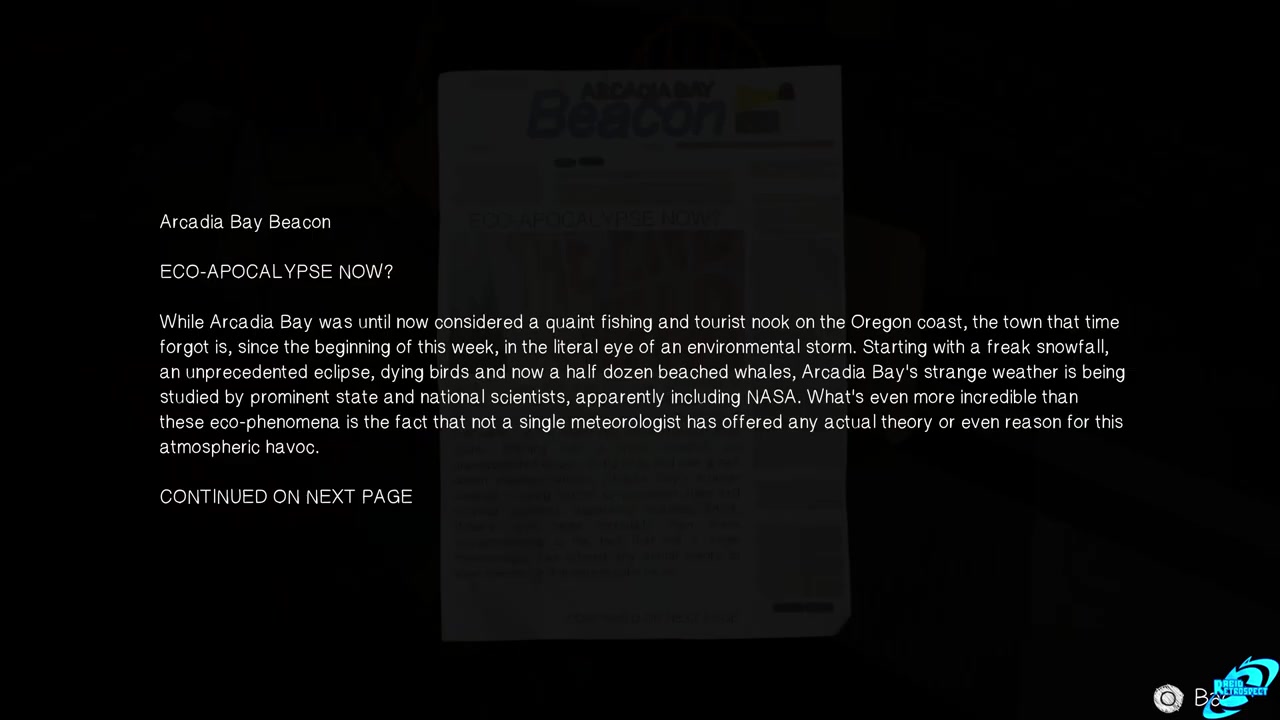 Arcadia Bay Beacon
ECO-APOCALYPSE NOW?
While Arcadia Bay was until now considered a quaint fishing and tourist nook on the Oregon coast, the town that time
forgot is, since the beginning of this week, in the literal eye of an environmental storm. Starting with a freak snowfall,
an unprecedented eclipse, dying birds and now a half dozen beached whales, Arcadia Bay's strange weather is being
studied by prominent state and national scientists, apparently including NASA. What's even more incredible than
these eco-phenomena is the fact that not a single meteorologist has offered any actual theory or even reason for this
atmospheric havoc.
CONTINUED ON NEXT PAGE
ARCADIA BAY
Beacon
ECO-APOCALYPSE NOW?
CONTINUED ON NEXT PAGE
RETROSPECT